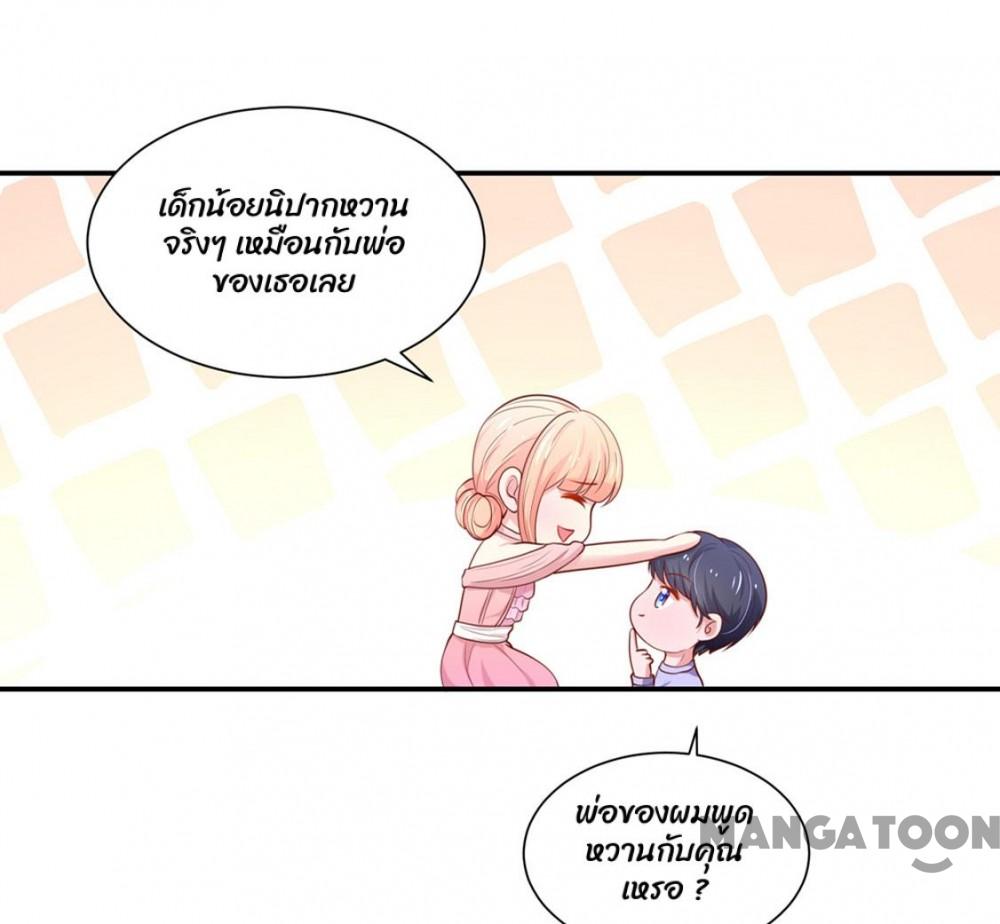 เด็กน้อยนิปากหวาน
จริงๆ เหมือนกับพ่อ
ของเธอเลย
พ่อของผมพูด
หวานกับคุณ
เหรอ ?
MANGATOON